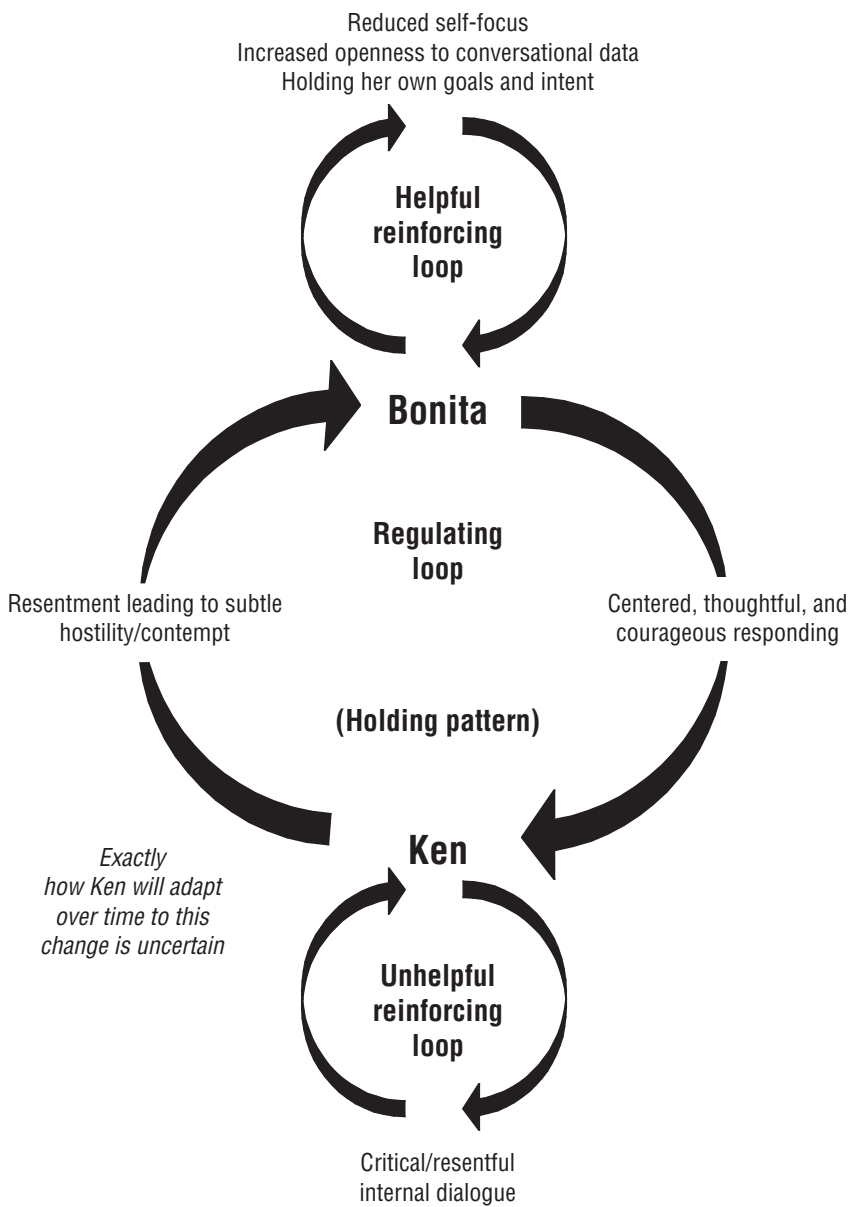 Reduced self-focus
Increased openness to conversational data
Holding her own goals and intent
Helpful
reinforcing
loop
Bonita
Regulating
loop
Resentment leading to subtle
hostility/contempt
Centered, thoughtful, and
courageous responding
(Holding pattern)
Ken
Exactly
how Ken will adapt
over time to this
change is uncertain
Unhelpful
reinforcing
loop
Critical/resentful
internal dialogue